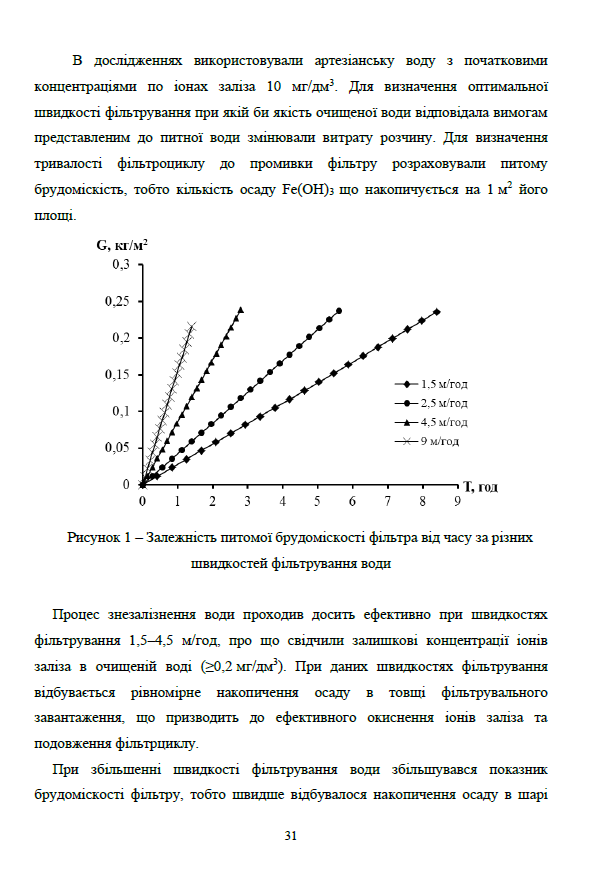 В дослідженнях використовували артезіанську воду з початковими
концентраціями по іонах заліза 10 мг/дм³. Для визначення оптимальної
швидкості фільтрування при якій би якість очищеної води відповідала вимогам
представленим до питної води змінювали витрату розчину. Для визначення
тривалості фільтроциклу до промивки фільтру розраховували питому
брудоміскість, тобто кількість осаду Fe(OH)₃ що накопичується на 1 м² його
площі.
G, кг/м²
0,3
0,25
0,2
0,15
0,1
0,05
0
0 1 2 3 4 5 6 7 8 9
T, год
1,5 м/год
2,5 м/год
4,5 м/год
9 м/год
Рисунок 1 – Залежність питомої брудоміскості фільтра від часу за різних
швидкостей фільтрування води
Процес знезалізнення води проходив досить ефективно при швидкостях
фільтрування 1,5–4,5 м/год, про що свідчили залишкові концентрації іонів
заліза в очищеній воді (≥0,2 мг/дм³). При даних швидкостях фільтрування
відбувається рівномірне накопичення осаду в товщі фільтрувального
завантаження, що призводить до ефективного окиснення іонів заліза та
подовження фільтрциклу.
При збільшенні швидкості фільтрування води збільшувався показник
брудоміскості фільтру, тобто швидше відбувалося накопичення осаду в шарі
31